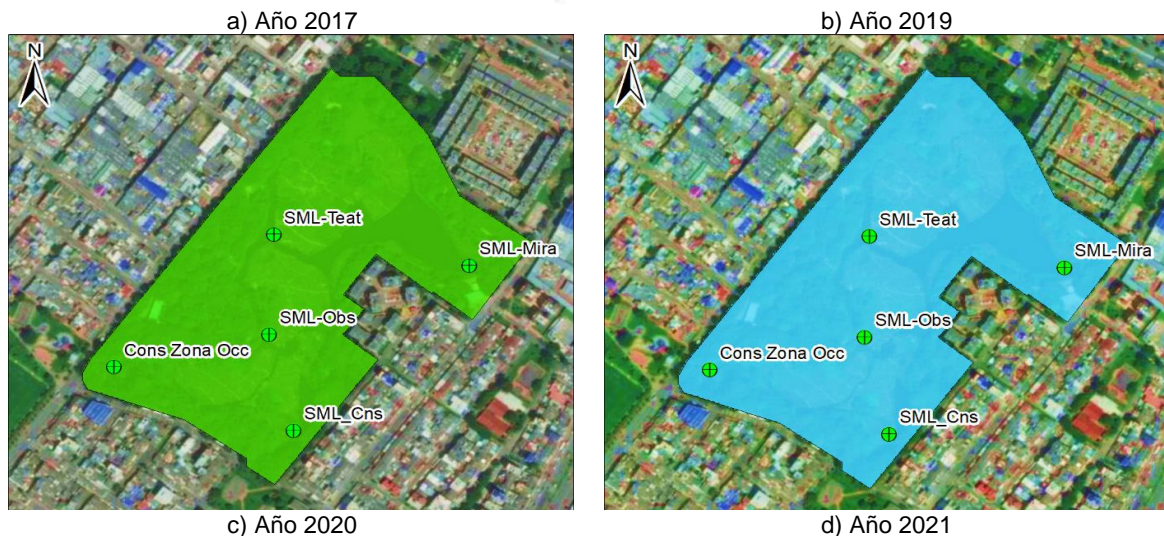 a) Año 2017
b) Año 2019
N
SML-Teat
SML-Mira
SML-Obs
Cons Zona Occ
SML_Cns
N
SML-Teat
SML-Mira
SML-Obs
Cons Zona Occ
SML_Cns
c) Año 2020
d) Año 2021